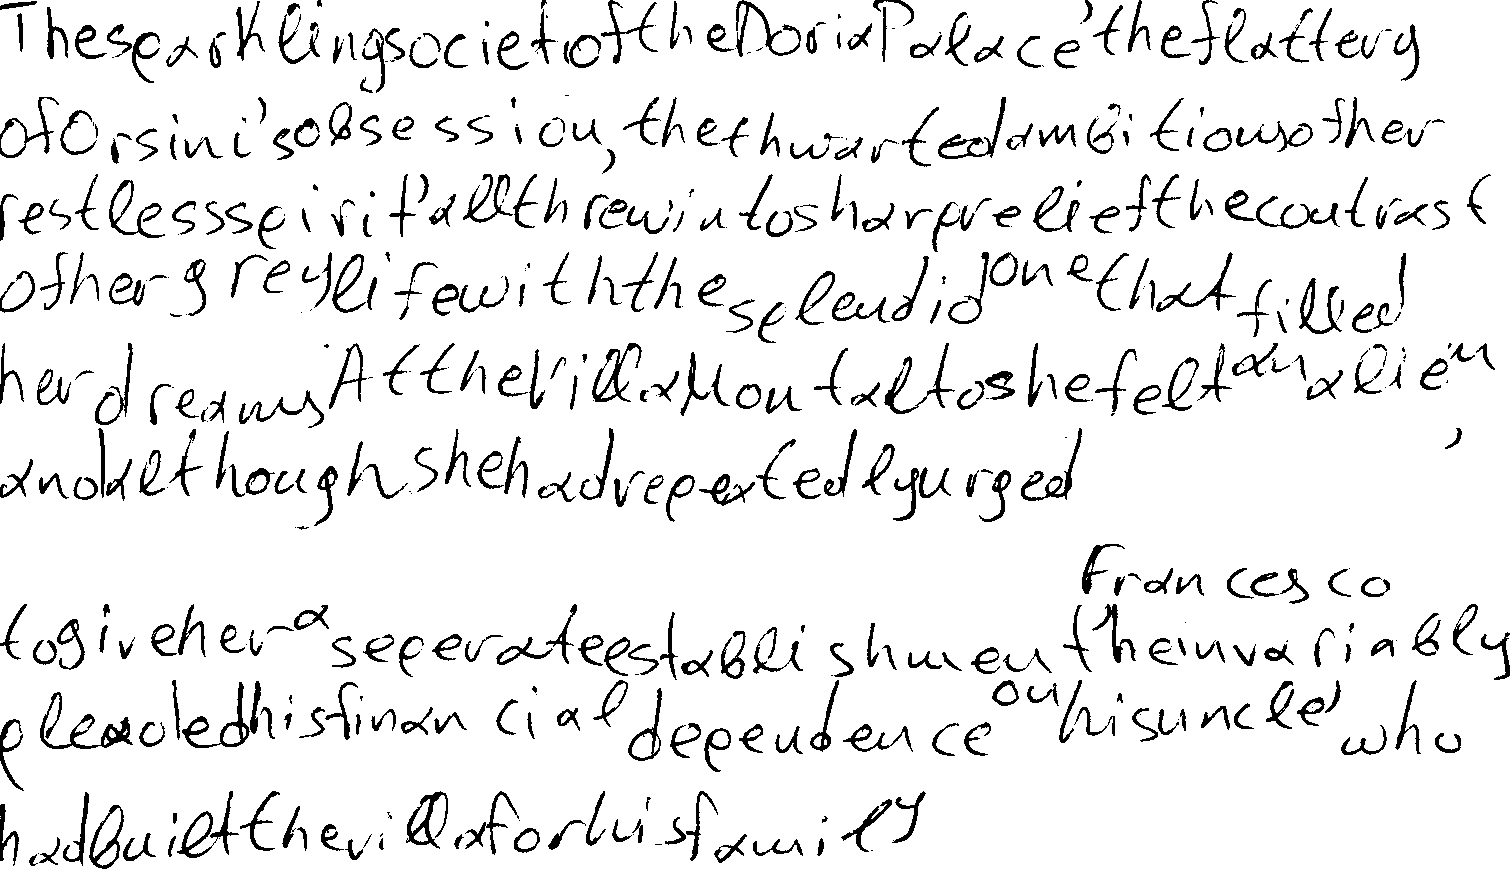 The sparkling society of the Doria Palace, the flattery
of Orsini's obsession, the thwarted ambitions of her
restless spirit, all threw into sharp relief the contrast
of her grey life with the splendid one that filled
her dreams. At the Villa Montalto she felt an alien,
and although she had repeatedly urged Francesco
to give her a seperate establishment, he invariably
pleaded his financial dependence on his uncle, who
had built the villa for his family